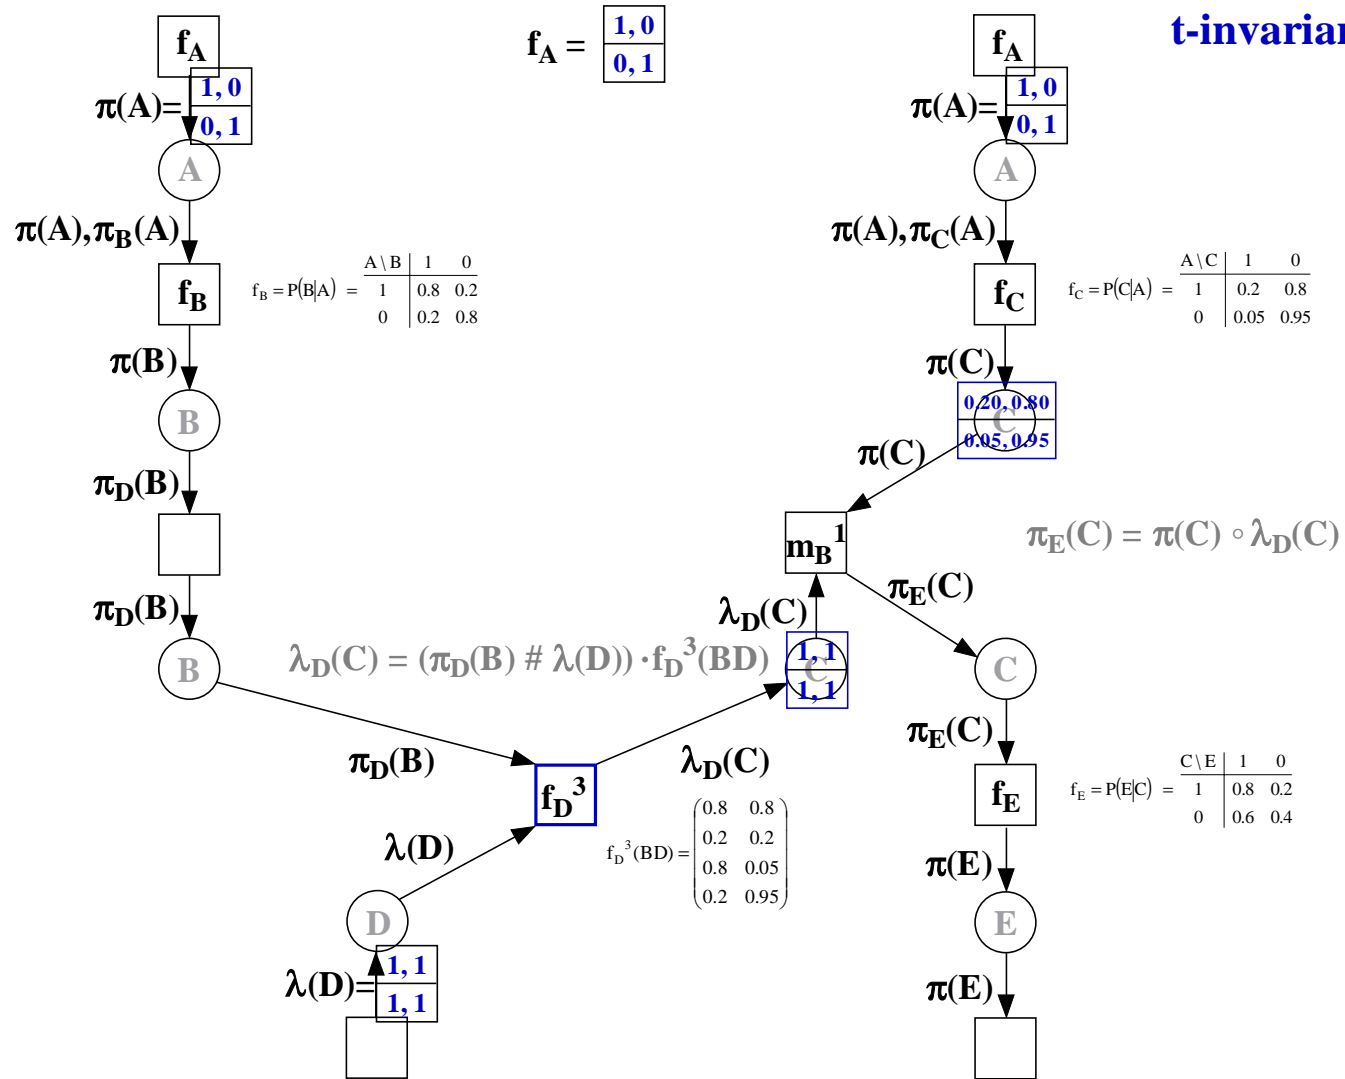 t-invarian
f_A
f_A = 1, 0
0, 1
f_A
π(A)= 1, 0
0, 1
π(A)= 1, 0
0, 1
A
A
π(A),π_B(A)
π(A),π_C(A)
f_B
f_B = P(B|A) =
A \ B 1 0
1 0.8 0.2
0 0.2 0.8
f_C
f_C = P(C|A) =
A \ C 1 0
1 0.2 0.8
0 0.05 0.95
π(B)
π(C)
B
0.20, 0.80
C
0.05, 0.95
π(C)
π_D(B)
m_B^1
π_E(C) = π(C) ∘ λ_D(C)
π_E(C)
π_D(B)
λ_D(C)
B
λ_D(C) = (π_D(B) # λ(D)) · f_D^3(BD)
1, 1
C
1, 1
C
π_E(C)
π_D(B)
λ_D(C)
f_D^3
f_D^3(BD) =
0.8 0.8
0.2 0.2
0.8 0.05
0.2 0.95
f_E
f_E = P(E|C) =
C \ E 1 0
1 0.8 0.2
0 0.6 0.4
λ(D)
π(E)
D
E
λ(D)= 1, 1
1, 1
π(E)